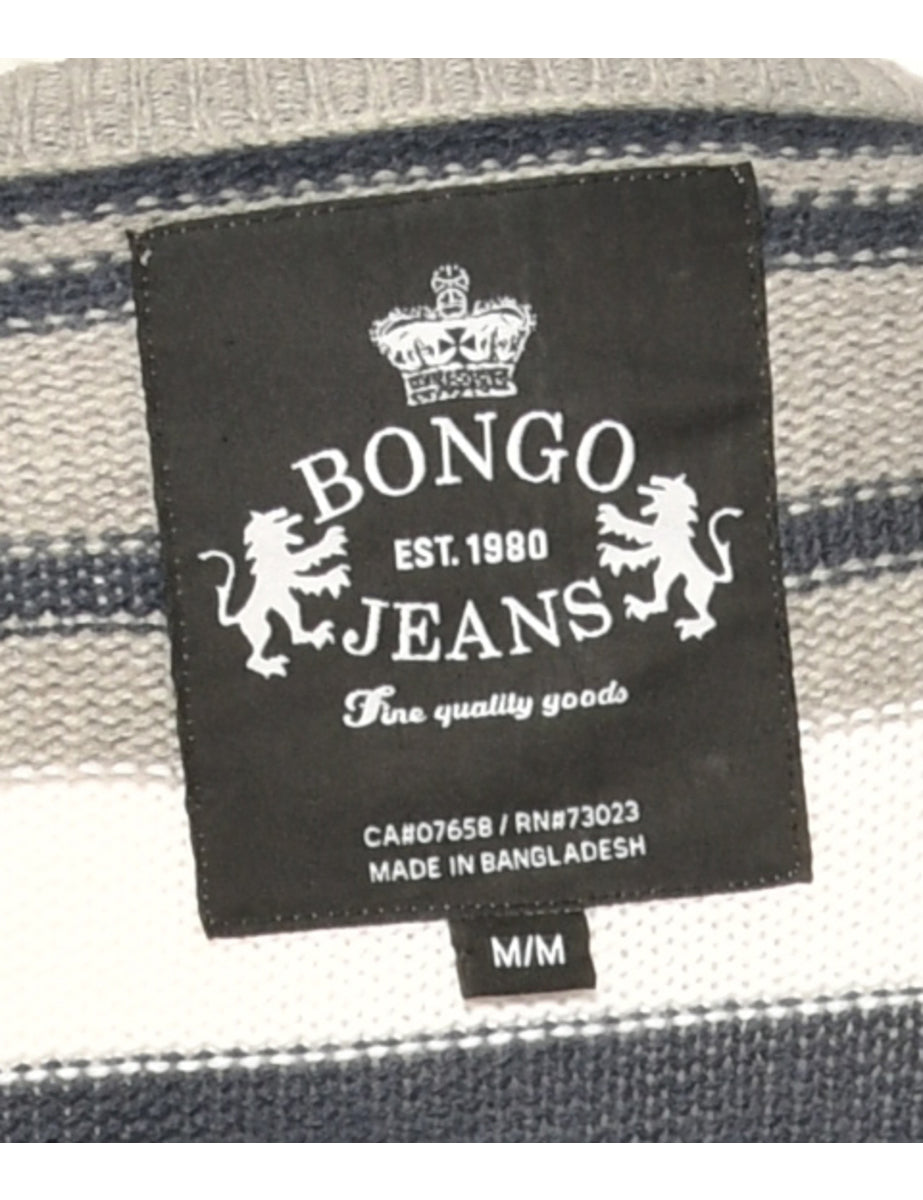 BONGO
EST. 1980
JEANS
Fine quality goods
CA#07658 / RN#73023
MADE IN BANGLADESH
M/M